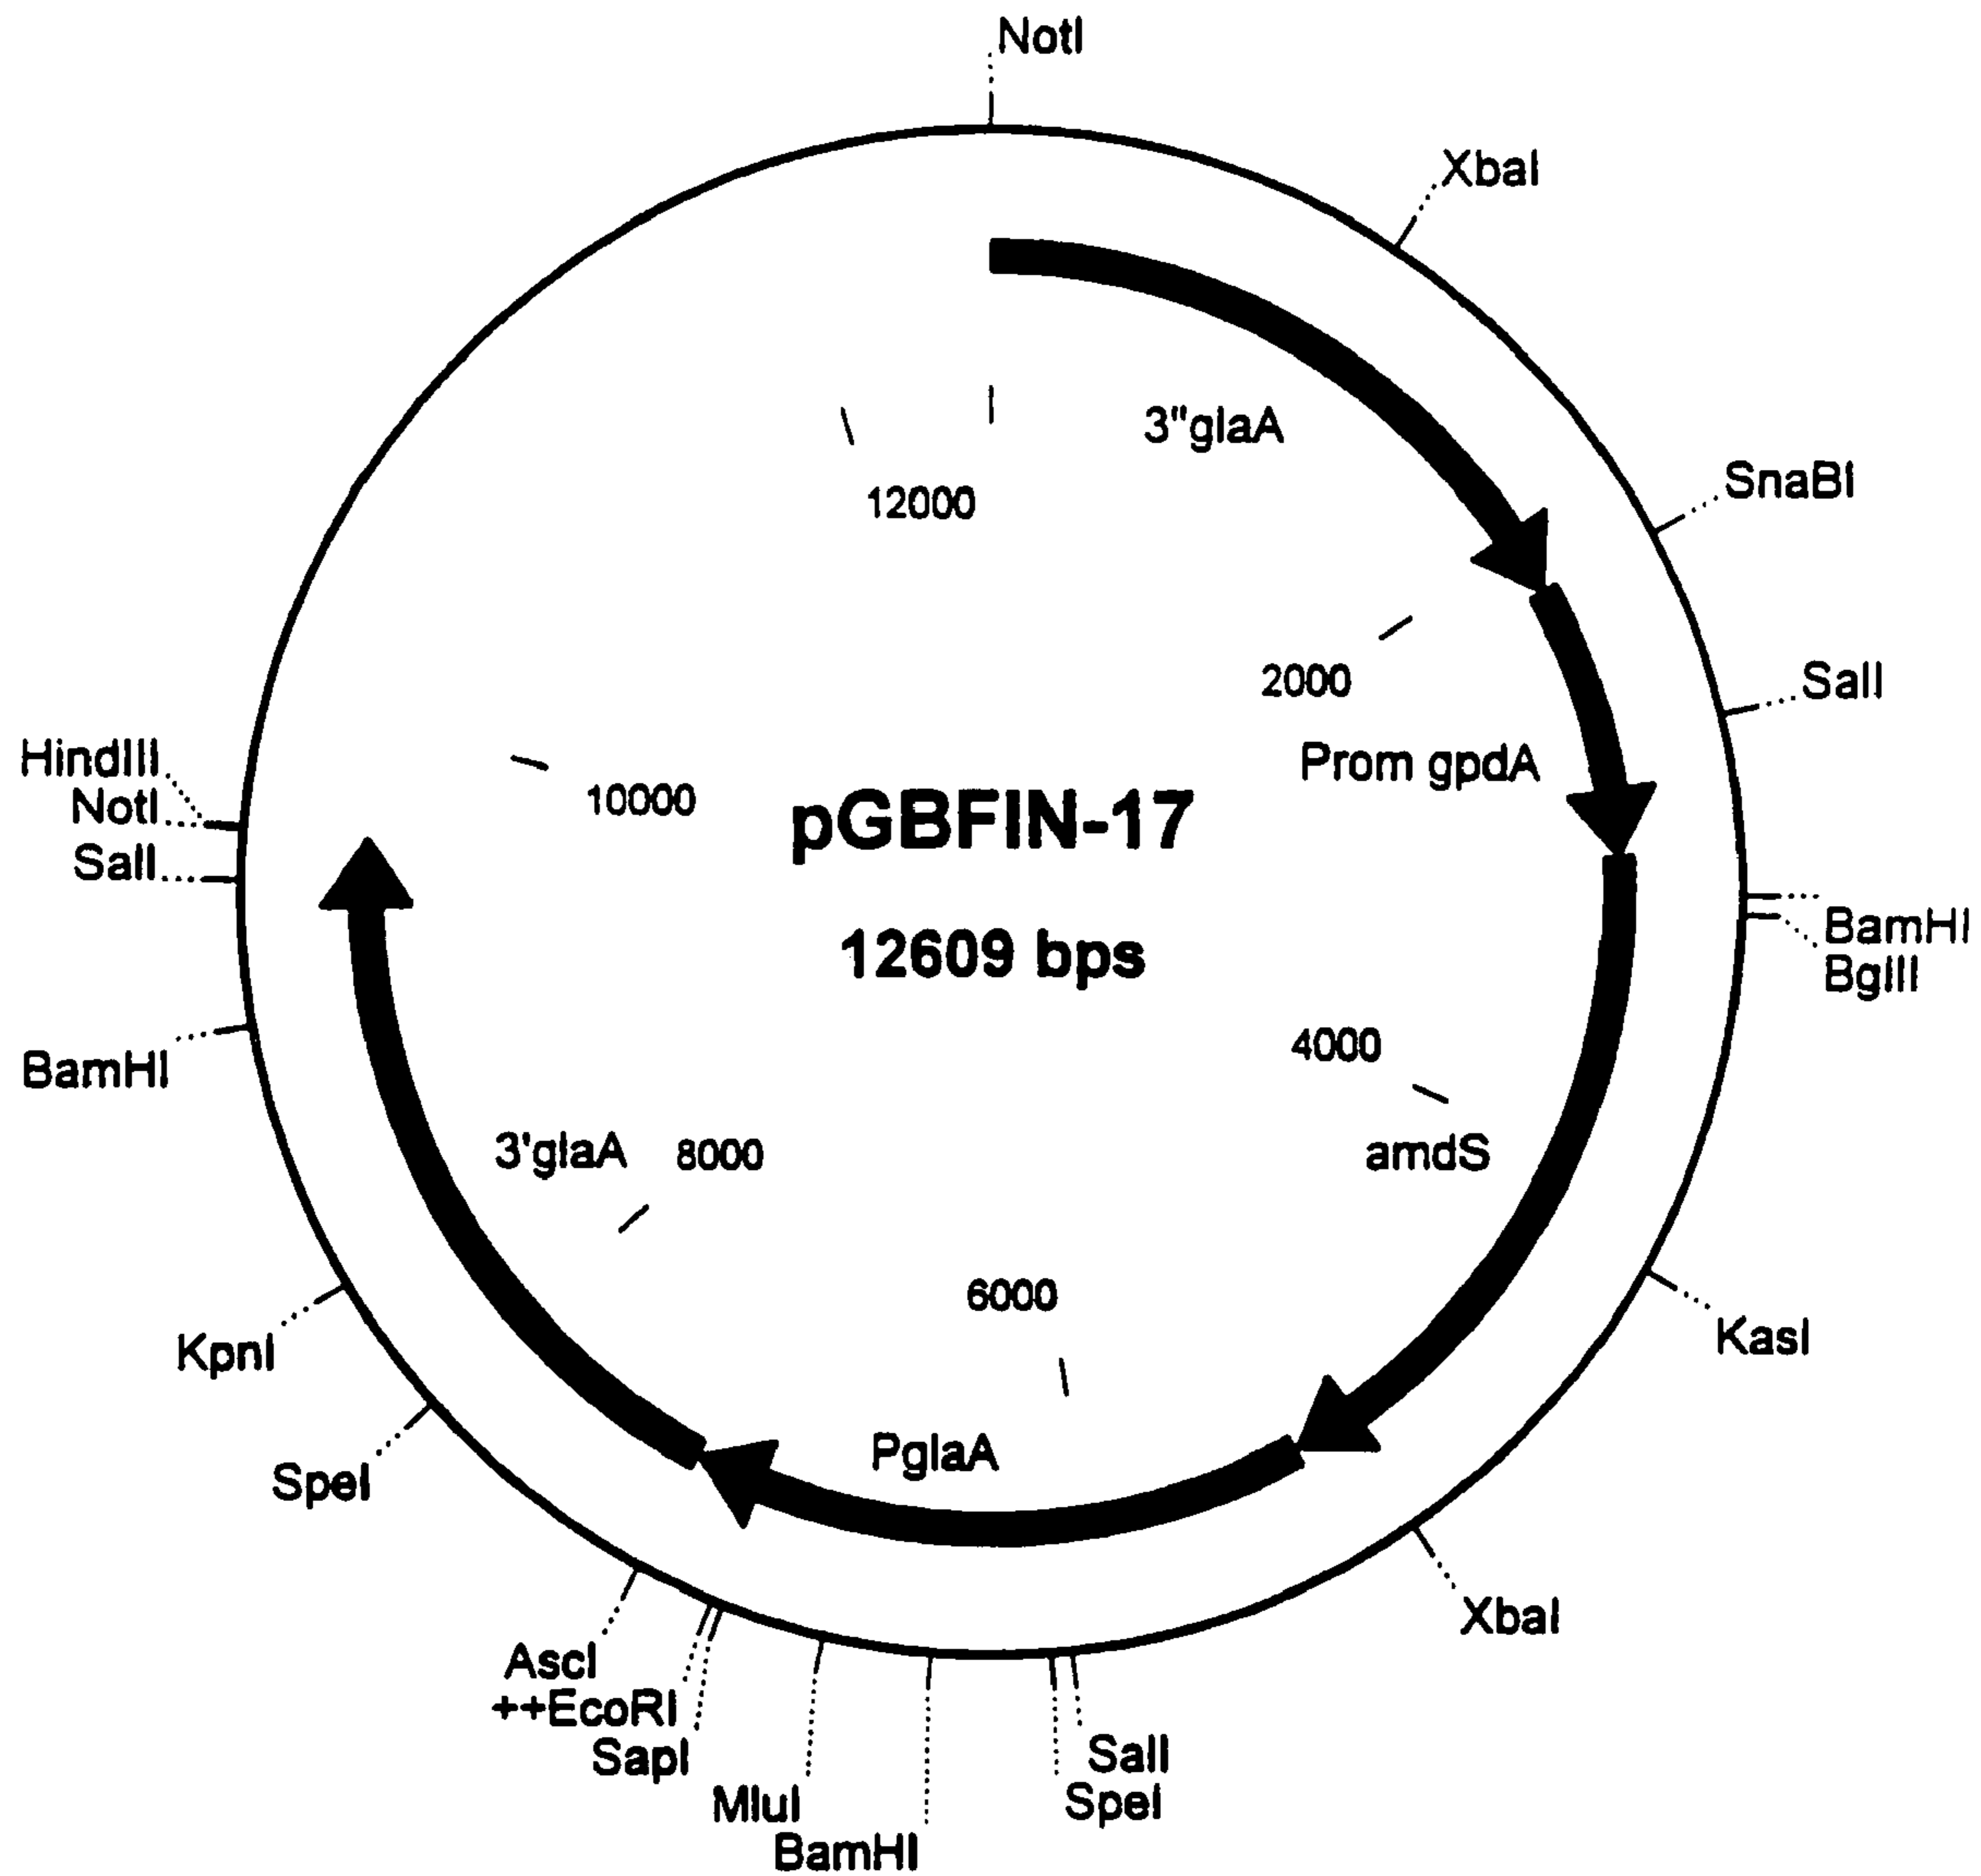 NotI
XbaI
3"glaA
SnaBI
12000
2000
SalI
Prom gpdA
HindIII
NotI
SalI
10000
pGBFIN-17
12609 bps
BamHI
BglII
4000
amdS
BamHI
3'glaA
8000
6000
KasI
KpnI
PglaA
SpeI
XbaI
AscI
++EcoRI
SapI
MluI
BamHI
SalI
SpeI